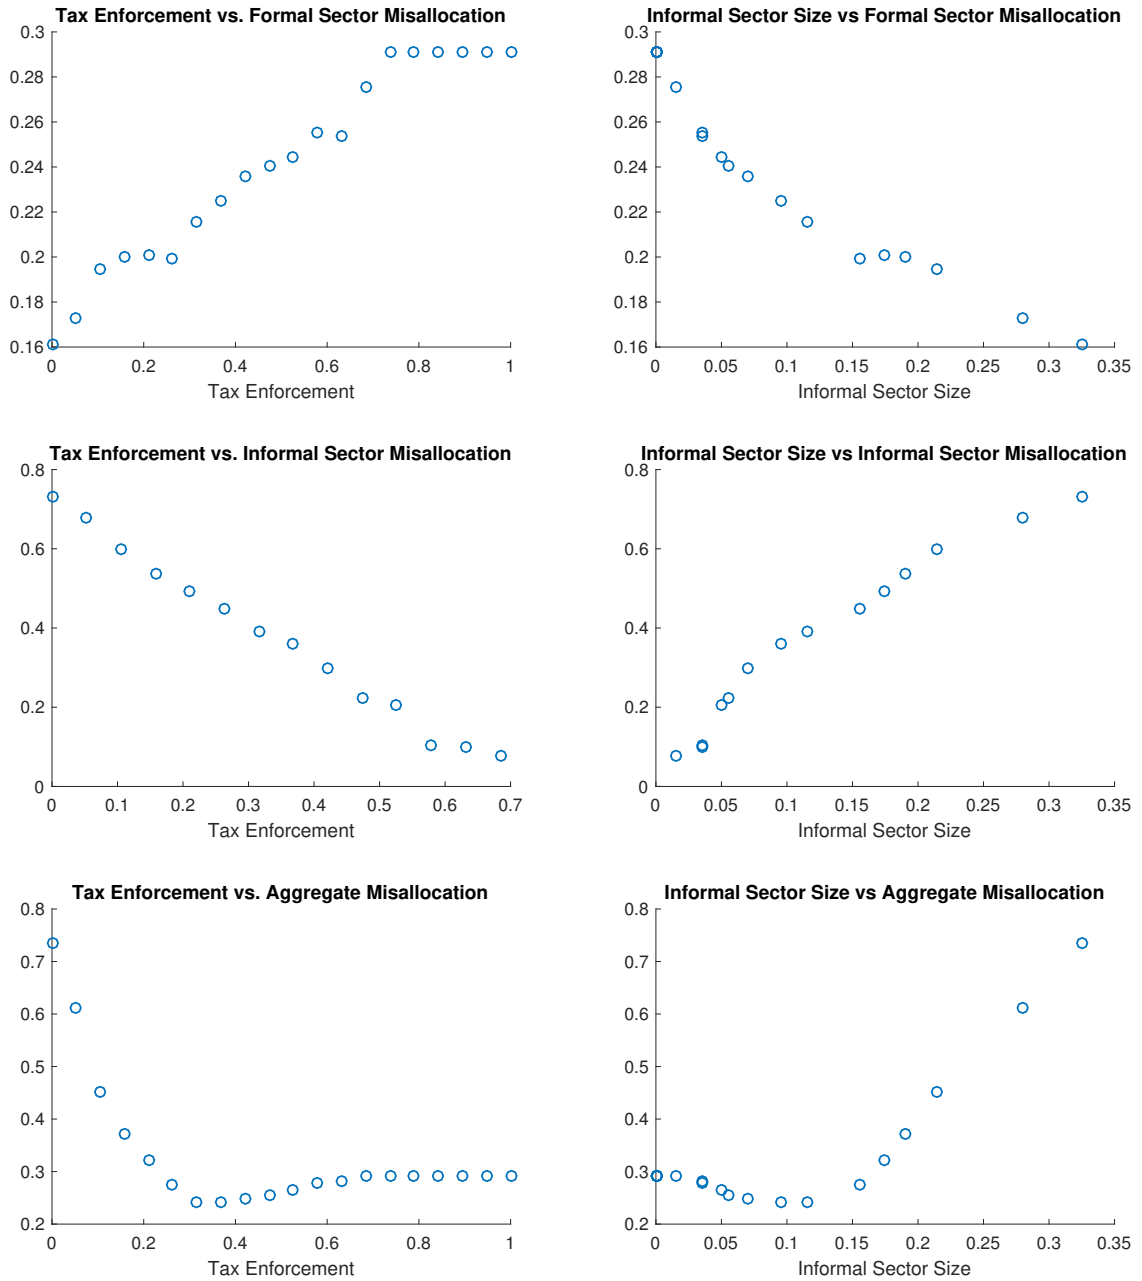 Tax Enforcement vs. Formal Sector Misallocation
0.3
0.28
0.26
0.24
0.22
0.2
0.18
0.16
0 0.2 0.4 0.6 0.8 1
Tax Enforcement
Informal Sector Size vs Formal Sector Misallocation
0.3
0.28
0.26
0.24
0.22
0.2
0.18
0.16
0 0.05 0.1 0.15 0.2 0.25 0.3 0.35
Informal Sector Size
Tax Enforcement vs. Informal Sector Misallocation
0.8
0.6
0.4
0.2
0
0 0.1 0.2 0.3 0.4 0.5 0.6 0.7
Tax Enforcement
Informal Sector Size vs Informal Sector Misallocation
0.8
0.6
0.4
0.2
0
0 0.05 0.1 0.15 0.2 0.25 0.3 0.35
Informal Sector Size
Tax Enforcement vs. Aggregate Misallocation
0.8
0.7
0.6
0.5
0.4
0.3
0.2
0 0.2 0.4 0.6 0.8 1
Tax Enforcement
Informal Sector Size vs Aggregate Misallocation
0.8
0.7
0.6
0.5
0.4
0.3
0.2
0 0.05 0.1 0.15 0.2 0.25 0.3 0.35
Informal Sector Size